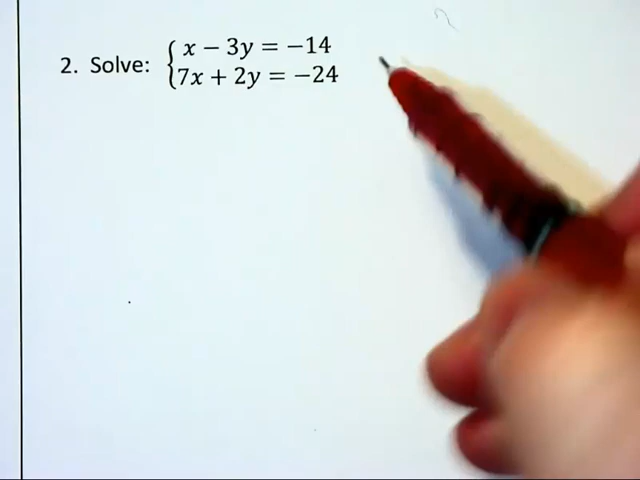 2. Solve: { x − 3y = −14
7x + 2y = −24